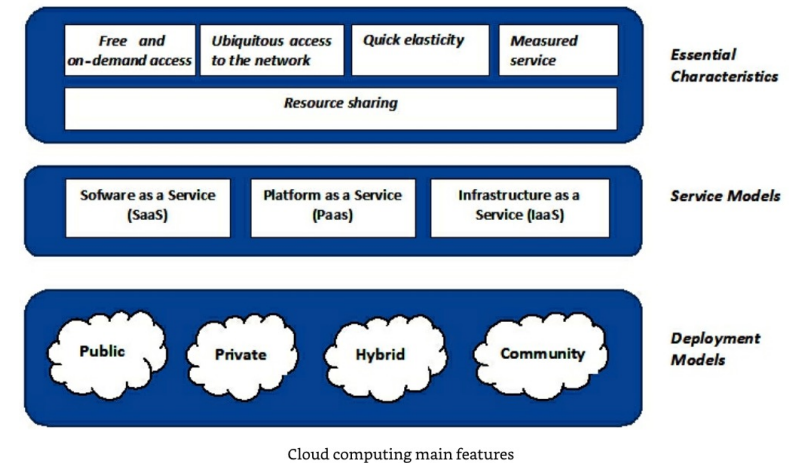 Free and
on-demand access
Ubiquitous access
to the network
Quick elasticity
Measured
service
Resource sharing
Essential
Characteristics
Sofware as a Service
(SaaS)
Platform as a Service
(Paas)
Infrastructure as a
Service (IaaS)
Service Models
Public
Private
Hybrid
Community
Deployment
Models
Cloud computing main features